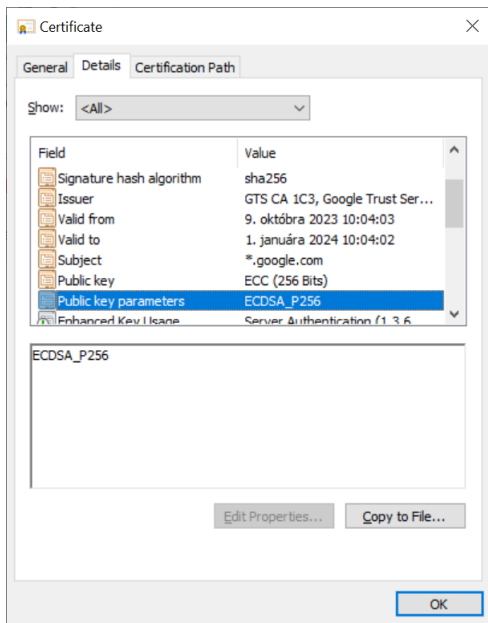 Certificate
General Details Certification Path
Show: <All>
Field Value
Signature hash algorithm sha256
Issuer GTS CA 1C3, Google Trust Ser...
Valid from 9. októbra 2023 10:04:03
Valid to 1. januára 2024 10:04:02
Subject *.google.com
Public key ECC (256 Bits)
Public key parameters ECDSA_P256
Enhanced Key Usage Server Authentication (1.3.6
ECDSA_P256
Edit Properties... Copy to File...
OK